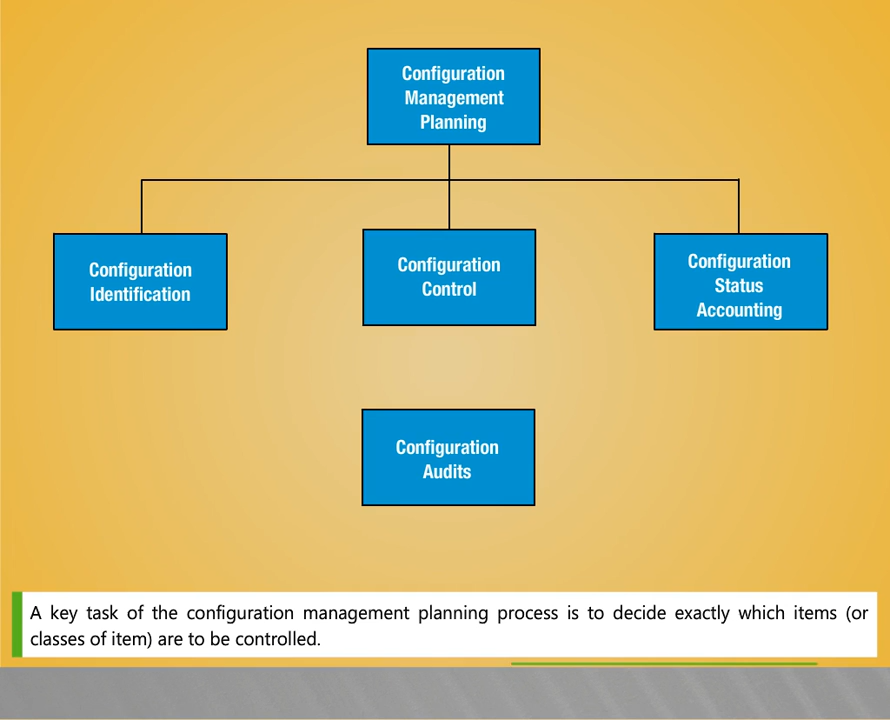 Configuration
Management
Planning
Configuration
Identification
Configuration
Control
Configuration
Status
Accounting
Configuration
Audits
A key task of the configuration management planning process is to decide exactly which items (or
classes of item) are to be controlled.